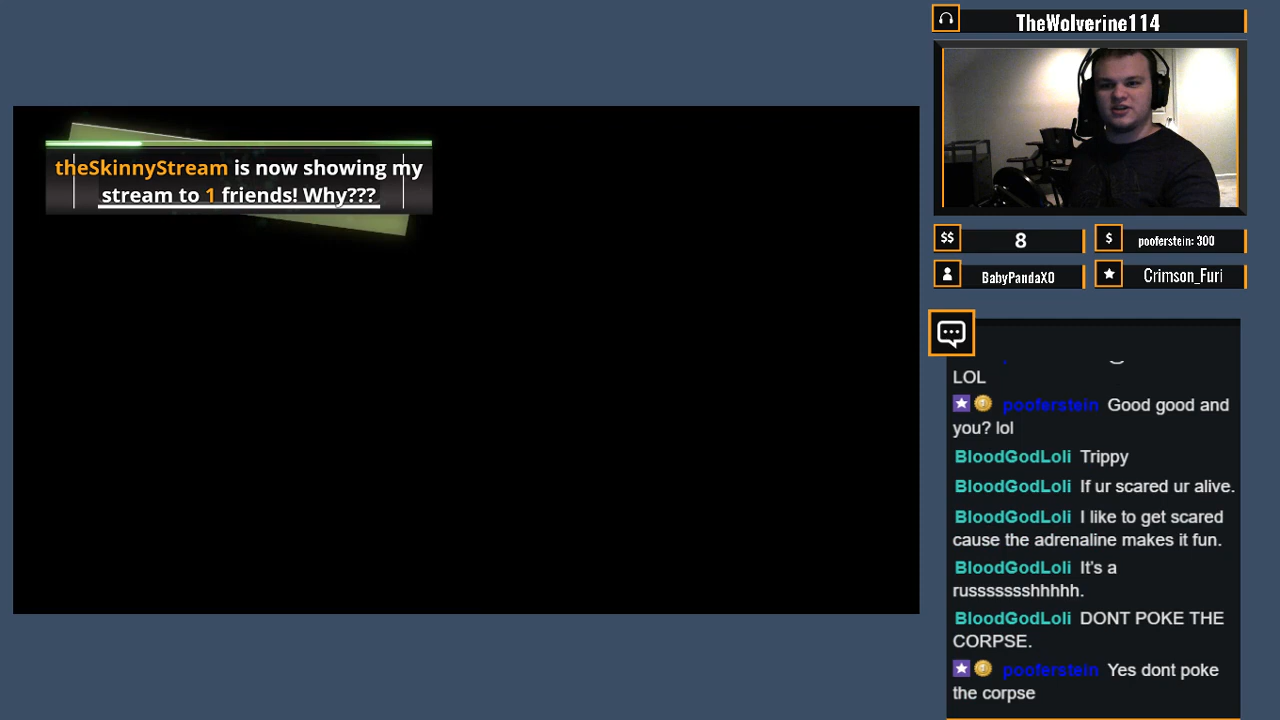 TheWolverine114
theSkinnyStream is now showing my
stream to 1 friends! Why???
$$
8
$
pooferstein: 300
BabyPandaXO
Crimson_Furi
LOL
pooferstein Good good and
you? lol
BloodGodLoli Trippy
BloodGodLoli If ur scared ur alive.
BloodGodLoli I like to get scared
cause the adrenaline makes it fun.
BloodGodLoli It's a
russssssshhhhh.
BloodGodLoli DONT POKE THE
CORPSE.
pooferstein Yes dont poke
the corpse